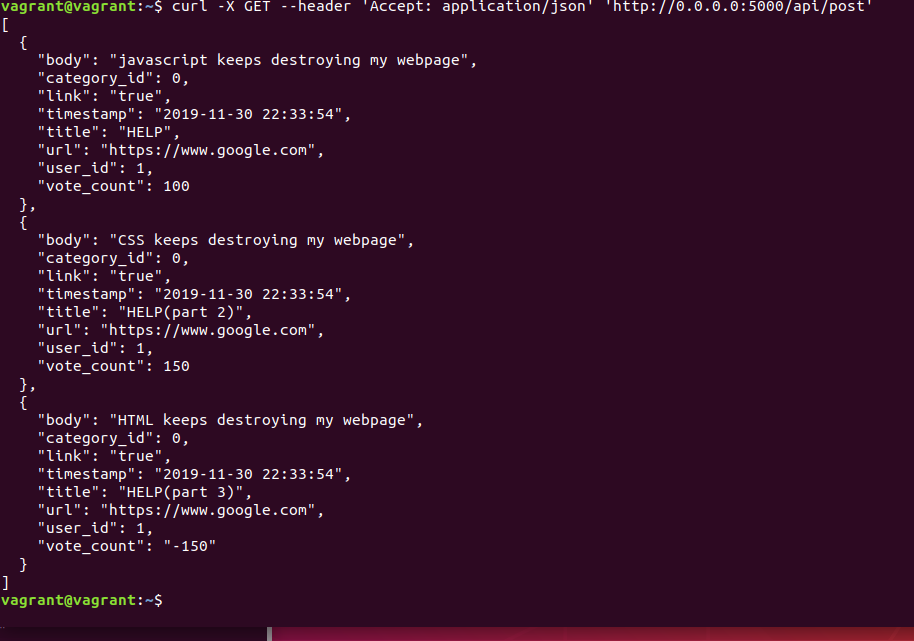 vagrant@vagrant:~$ curl -X GET --header 'Accept: application/json' 'http://0.0.0.0:5000/api/post'
[
  {
    "body": "javascript keeps destroying my webpage",
    "category_id": 0,
    "link": "true",
    "timestamp": "2019-11-30 22:33:54",
    "title": "HELP",
    "url": "https://www.google.com",
    "user_id": 1,
    "vote_count": 100
  },
  {
    "body": "CSS keeps destroying my webpage",
    "category_id": 0,
    "link": "true",
    "timestamp": "2019-11-30 22:33:54",
    "title": "HELP(part 2)",
    "url": "https://www.google.com",
    "user_id": 1,
    "vote_count": 150
  },
  {
    "body": "HTML keeps destroying my webpage",
    "category_id": 0,
    "link": "true",
    "timestamp": "2019-11-30 22:33:54",
    "title": "HELP(part 3)",
    "url": "https://www.google.com",
    "user_id": 1,
    "vote_count": "-150"
  }
]
vagrant@vagrant:~$